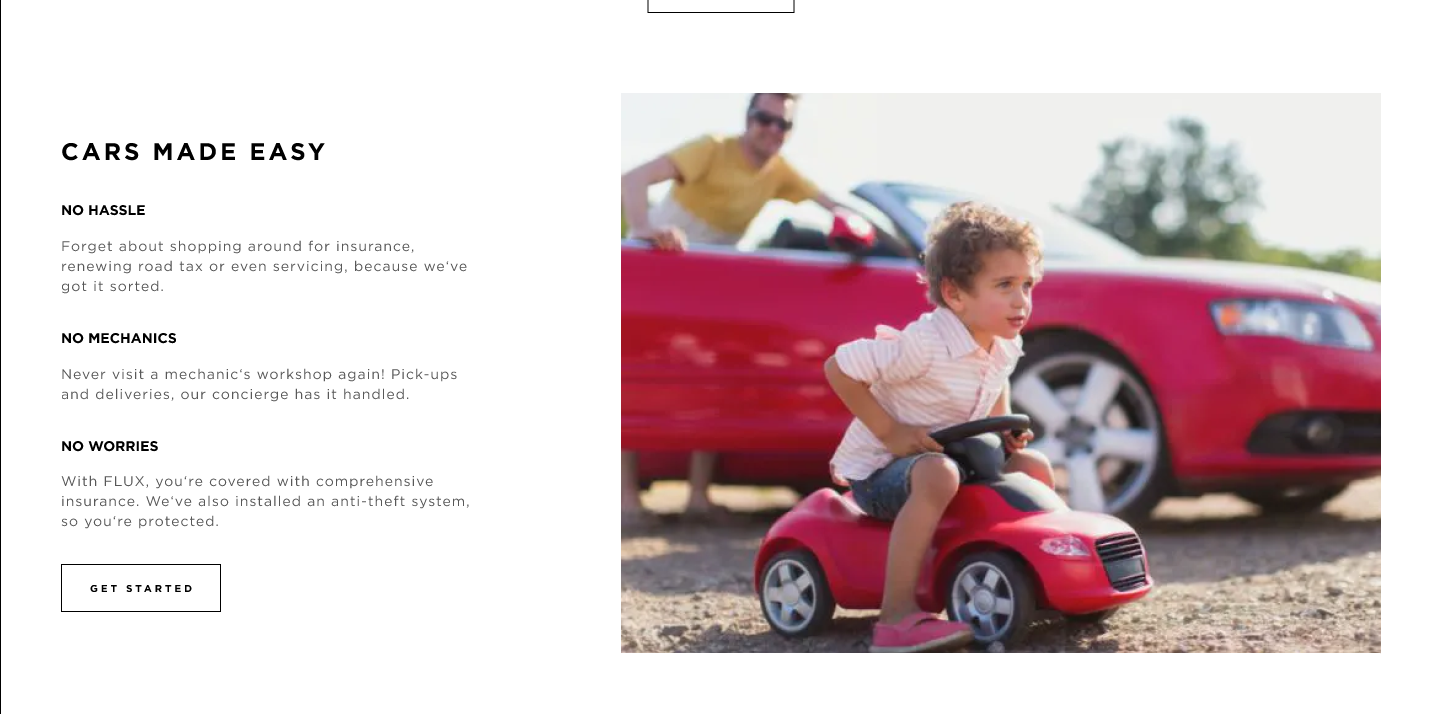 CARS MADE EASY
NO HASSLE
Forget about shopping around for insurance,
renewing road tax or even servicing, because we‘ve
got it sorted.
NO MECHANICS
Never visit a mechanic‘s workshop again! Pick-ups
and deliveries, our concierge has it handled.
NO WORRIES
With FLUX, you‘re covered with comprehensive
insurance. We‘ve also installed an anti-theft system,
so you‘re protected.
GET STARTED